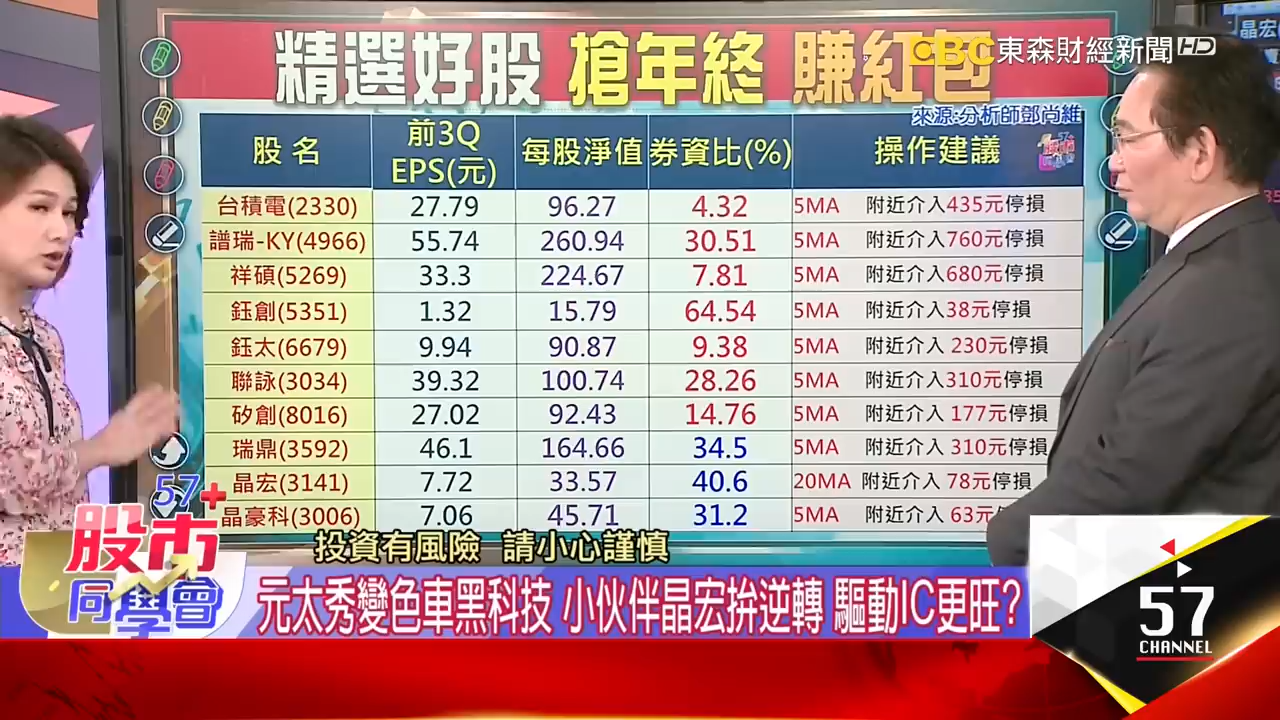 精選好股 搶年終 賺紅包
EBC 東森財經新聞 HD
來源:分析師鄧尚維
股名 前3Q EPS(元) 每股淨值 券資比(%) 操作建議
台積電(2330) 27.79 96.27 4.32 5MA 附近介入435元停損
譜瑞-KY(4966) 55.74 260.94 30.51 5MA 附近介入760元停損
祥碩(5269) 33.3 224.67 7.81 5MA 附近介入680元停損
鈺創(5351) 1.32 15.79 64.54 5MA 附近介入38元停損
鈺太(6679) 9.94 90.87 9.38 5MA 附近介入 230元停損
聯詠(3034) 39.32 100.74 28.26 5MA 附近介入310元停損
矽創(8016) 27.02 92.43 14.76 5MA 附近介入 177元停損
瑞鼎(3592) 46.1 164.66 34.5 5MA 附近介入 310元停損
晶宏(3141) 7.72 33.57 40.6 20MA 附近介入 78元停損
晶豪科(3006) 7.06 45.71 31.2 5MA 附近介入 63元
投資有風險 請小心謹慎
57+
股市
同學會
元太秀變色車黑科技 小伙伴晶宏拚逆轉 驅動IC更旺?
57
CHANNEL